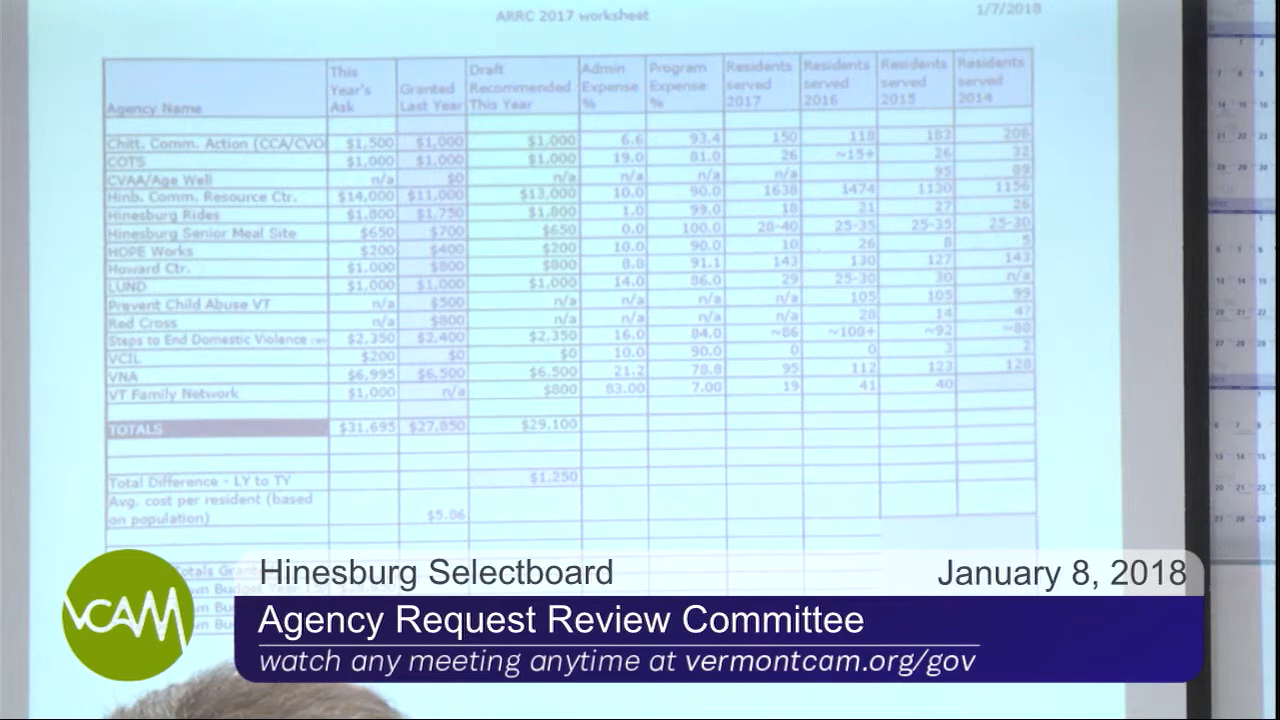 ARRC 2017 worksheet
1/7/2018
Agency Name | This Year's Ask | Granted Last Year | Draft Recommended This Year | Admin Expense % | Program Expense % | Residents served 2017 | Residents served 2016 | Residents served 2015 | Residents served 2014
Chitt. Comm. Action (CCA/CVO | $1,500 | $1,000 | $1,000 | 6.6 | 93.4 | 150 | 118 | 183 | 208
COTS | $1,000 | $1,000 | $1,000 | 19.0 | 81.0 | 26 | ~15+ | 26 | 32
CVAA/Age Well | n/a | $0 | n/a | n/a | n/a | n/a | 95 | 89
Hinb. Comm. Resource Ctr. | $14,000 | $11,000 | $13,000 | 10.0 | 90.0 | 1638 | 1474 | 1130 | 1156
Hinesburg Rides | $1,800 | $1,750 | $1,800 | 1.0 | 99.0 | 18 | 21 | 27 | 26
Hinesburg Senior Meal Site | $650 | $700 | $650 | 0.0 | 100.0 | 28-40 | 25-35 | 25-35 | 25-30
HOPE Works | $200 | $400 | $200 | 10.0 | 90.0 | 10 | 26 | 8 | 5
Howard Ctr. | $1,000 | $800 | $800 | 8.8 | 91.1 | 143 | 130 | 127 | 143
LUND | $1,000 | $1,000 | $1,000 | 14.0 | 86.0 | 29 | 25-30 | 30 | n/a
Prevent Child Abuse VT | n/a | $500 | n/a | n/a | n/a | n/a | 105 | 105 | 99
Red Cross | n/a | $800 | n/a | n/a | n/a | n/a | 28 | 14 | 47
Steps to End Domestic Violence | $2,350 | $2,400 | $2,350 | 16.0 | 84.0 | ~86 | ~108+ | ~92 | ~88
VCIL | $200 | $0 | $0 | 10.0 | 90.0 | 0 | 0 | 3 | 2
VNA | $6,995 | $6,500 | $6,500 | 21.2 | 78.8 | 95 | 112 | 123 | 128
VT Family Network | $1,000 | n/a | $800 | 83.00 | 7.00 | 19 | 41 | 40
TOTALS | $31,695 | $27,850 | $29,100
Total Difference - LY to TY | $1,250
Avg. cost per resident (based on population) | $5.06
VCAM
Hinesburg Selectboard
January 8, 2018
Agency Request Review Committee
watch any meeting anytime at vermontcam.org/gov